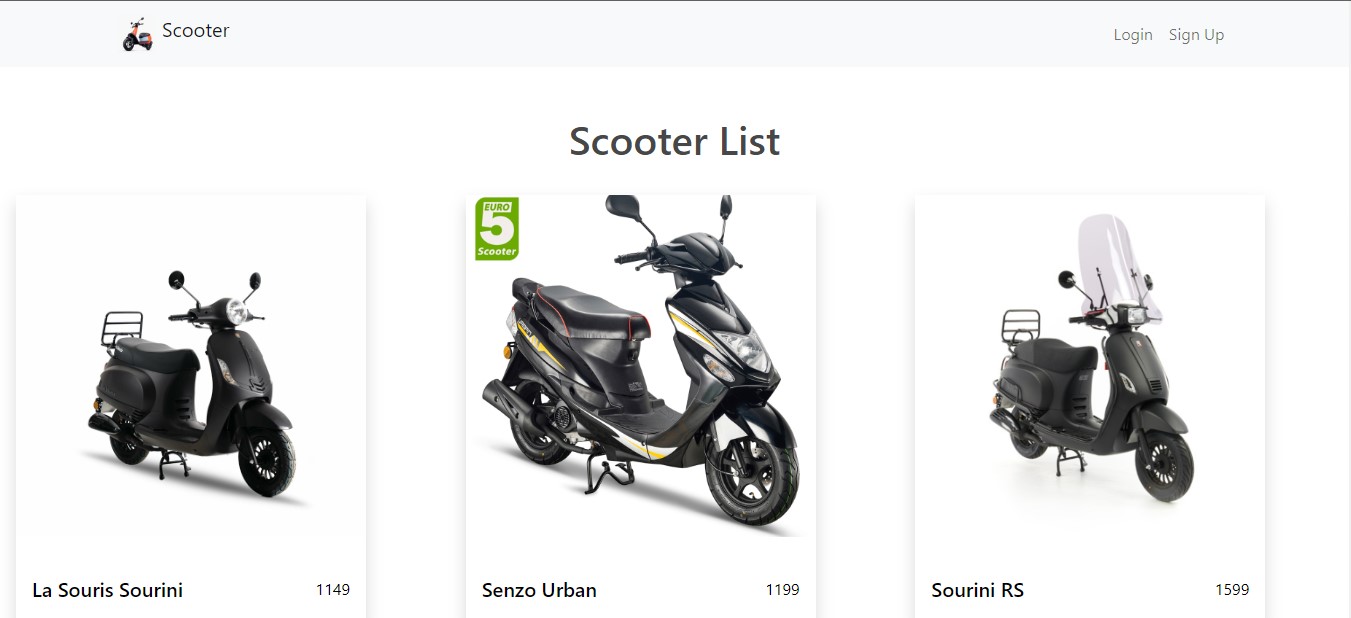 Scooter
Login Sign Up
Scooter List
EURO
5
Scooter
La Souris Sourini 1149
Senzo Urban 1199
Sourini RS 1599